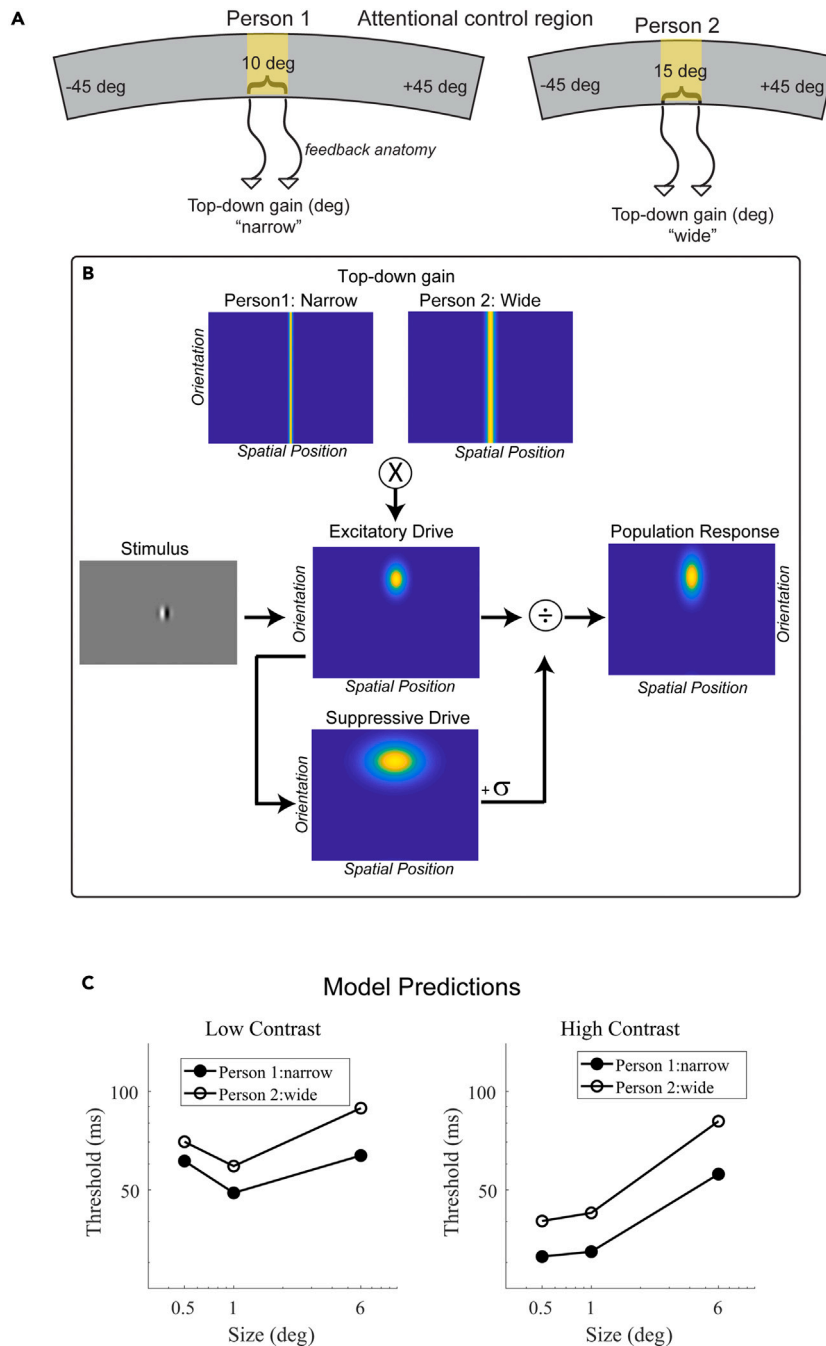 A
Person 1
Attentional control region
Person 2
-45 deg
10 deg
+45 deg
-45 deg
15 deg
+45 deg
feedback anatomy
Top-down gain (deg)
“narrow”
Top-down gain (deg)
“wide”
B
Top-down gain
Person1: Narrow
Person 2: Wide
Orientation
Spatial Position
Spatial Position
X
Stimulus
Excitatory Drive
Population Response
Orientation
÷
Orientation
Spatial Position
Spatial Position
Suppressive Drive
Orientation
+ σ
Spatial Position
C
Model Predictions
Low Contrast
High Contrast
Person 1:narrow
Person 2:wide
Person 1:narrow
Person 2:wide
Threshold (ms)
100
50
0.5
1
6
Size (deg)
Threshold (ms)
100
50
0.5
1
6
Size (deg)